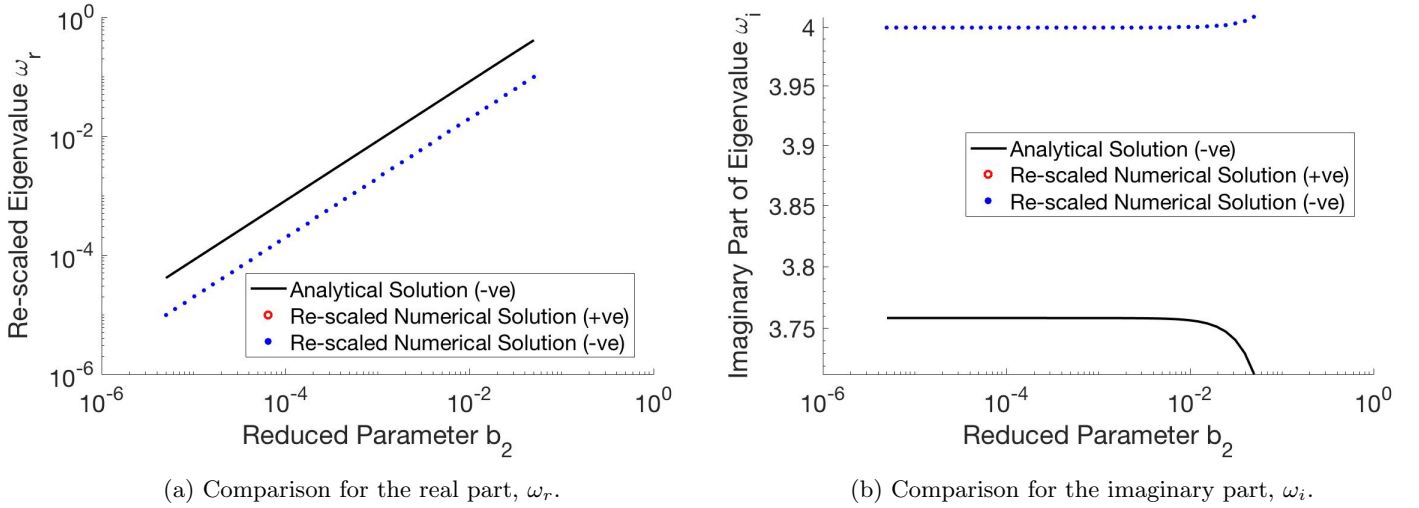 Re-scaled Eigenvalue ω_r
10^0
10^-2
10^-4
10^-6
Analytical Solution (-ve)
Re-scaled Numerical Solution (+ve)
Re-scaled Numerical Solution (-ve)
10^-6
10^-4
10^-2
10^0
Reduced Parameter b_2
(a) Comparison for the real part, ω_r.
Imaginary Part of Eigenvalue ω_i
4
3.95
3.9
3.85
3.8
3.75
Analytical Solution (-ve)
Re-scaled Numerical Solution (+ve)
Re-scaled Numerical Solution (-ve)
10^-6
10^-4
10^-2
10^0
Reduced Parameter b_2
(b) Comparison for the imaginary part, ω_i.